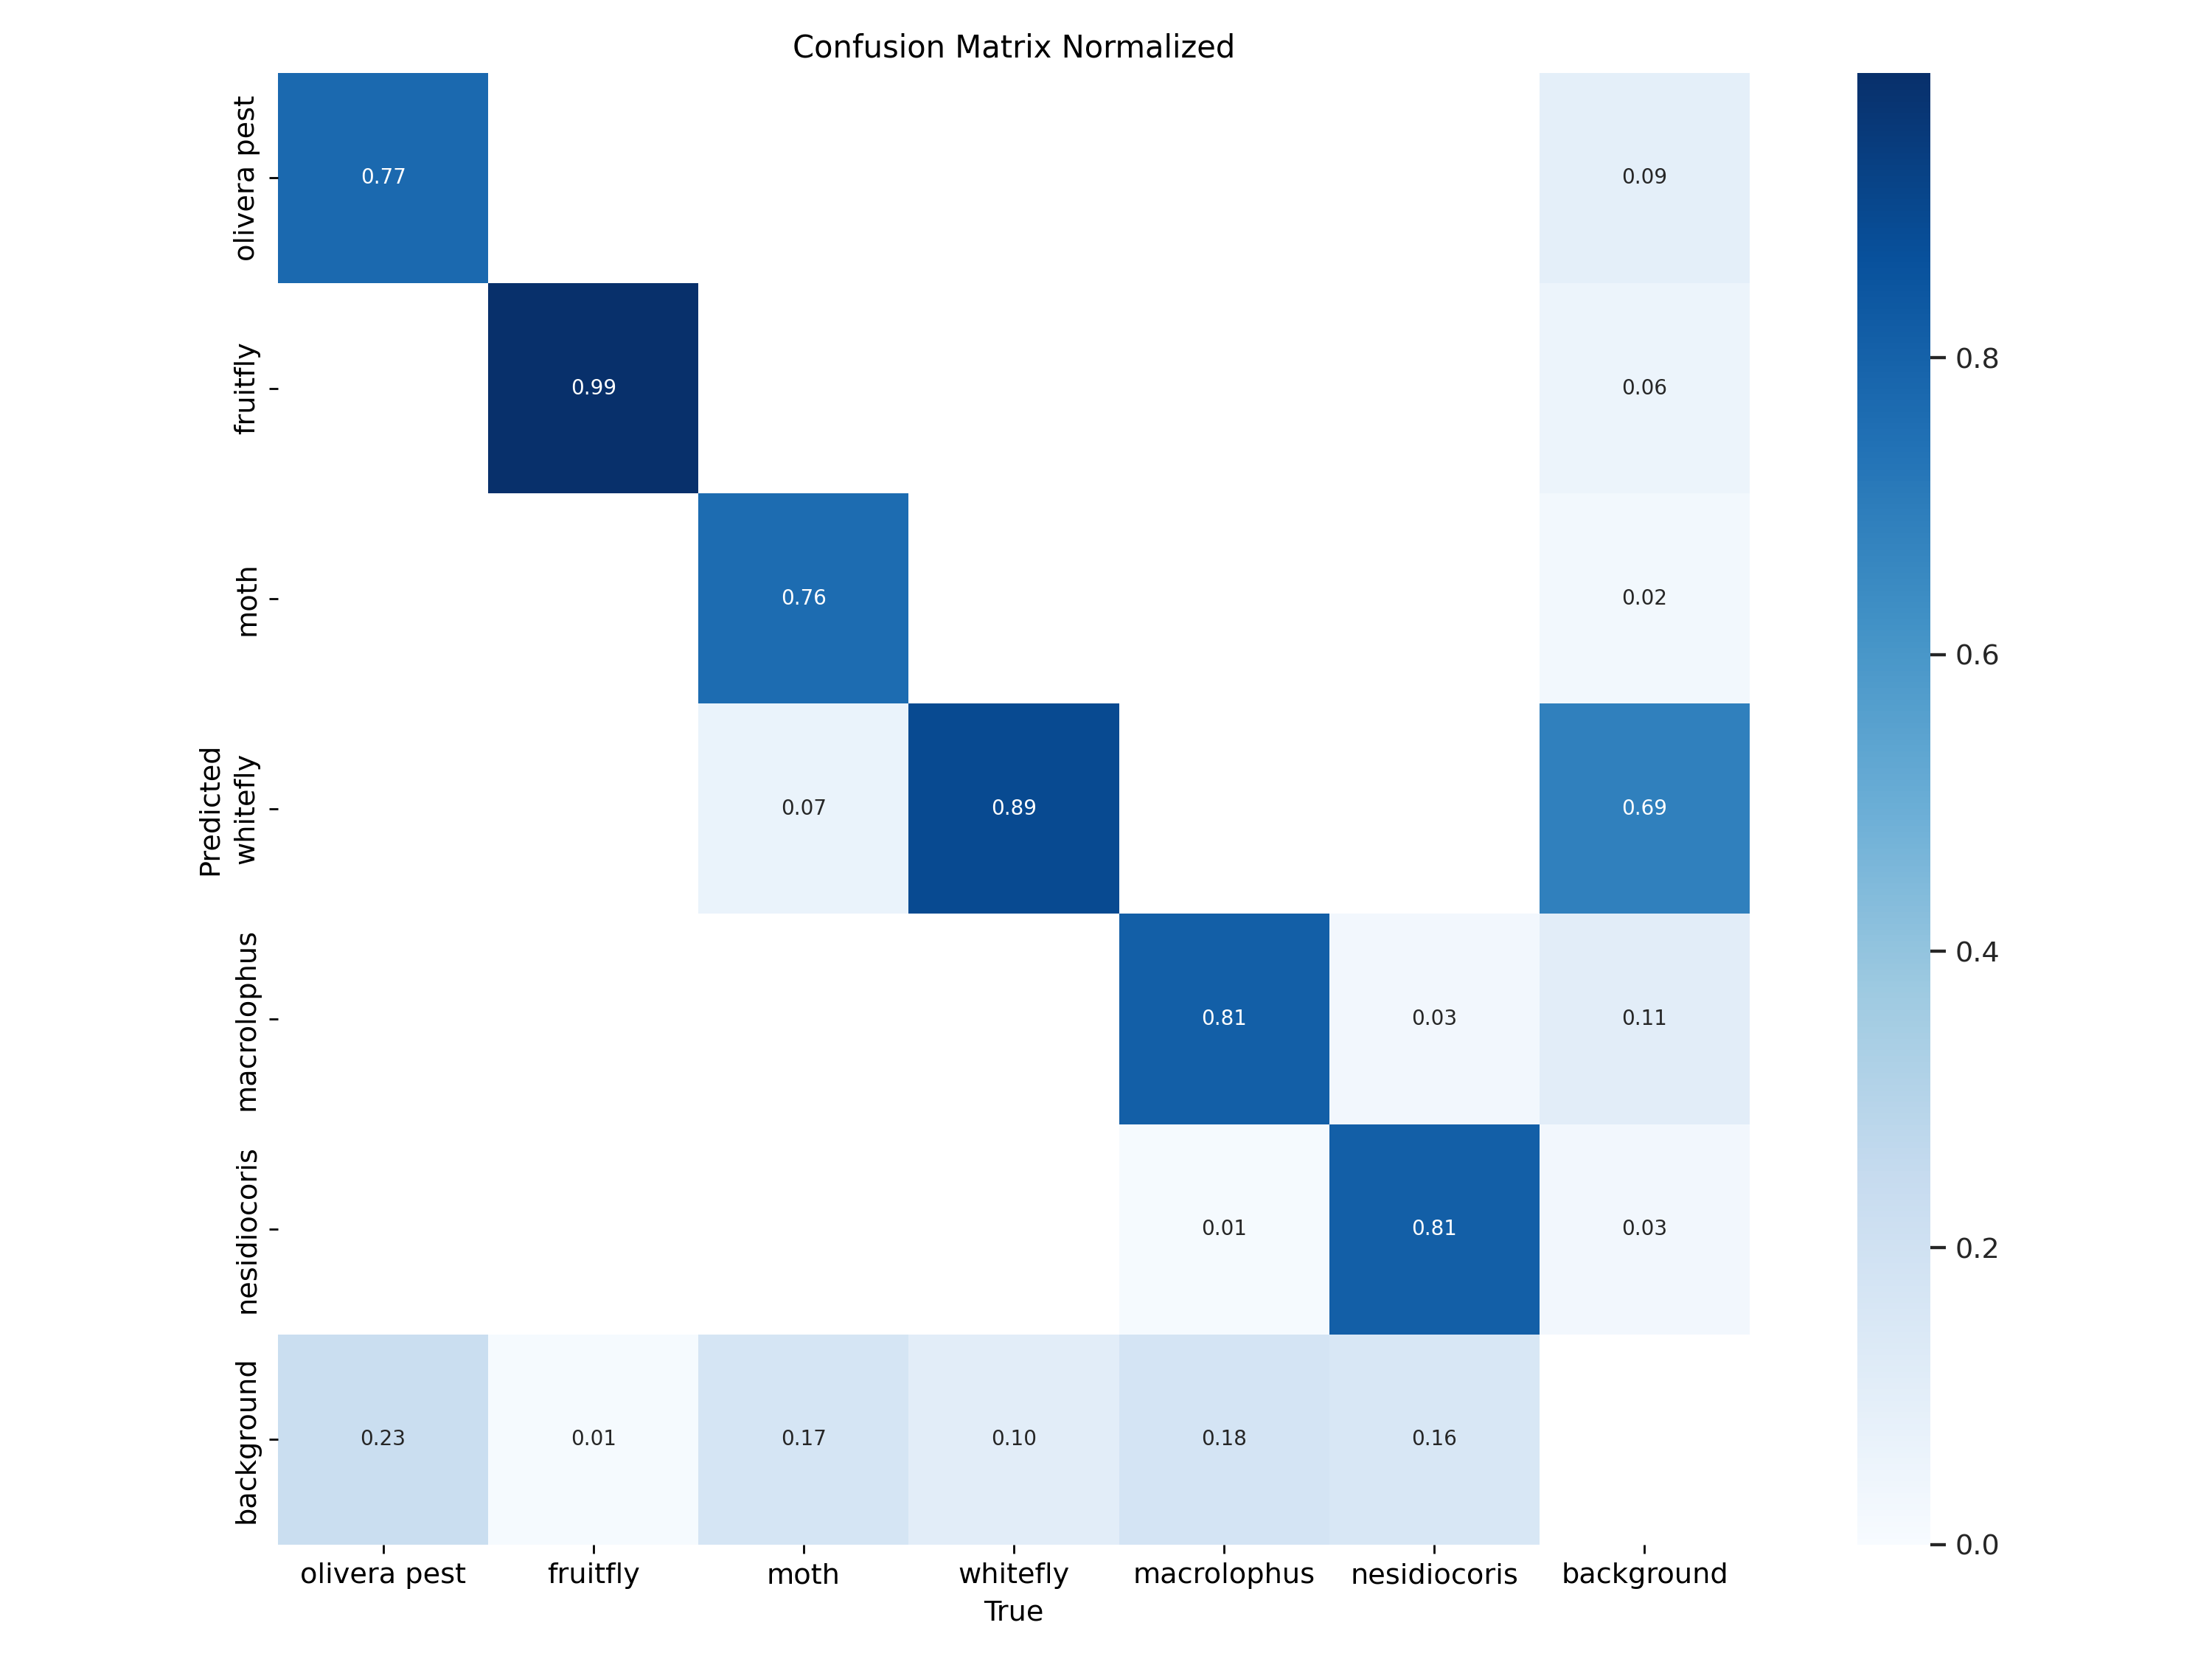 Confusion Matrix Normalized
olivera pest
0.77
0.09
fruitfly
0.99
0.06
0.8
moth
0.76
0.02
0.6
Predicted
whitefly
0.07
0.89
0.69
0.4
macrolophus
0.81
0.03
0.11
nesidiocoris
0.01
0.81
0.03
0.2
background
0.23
0.01
0.17
0.10
0.18
0.16
0.0
olivera pest
fruitfly
moth
whitefly
macrolophus
nesidiocoris
background
True